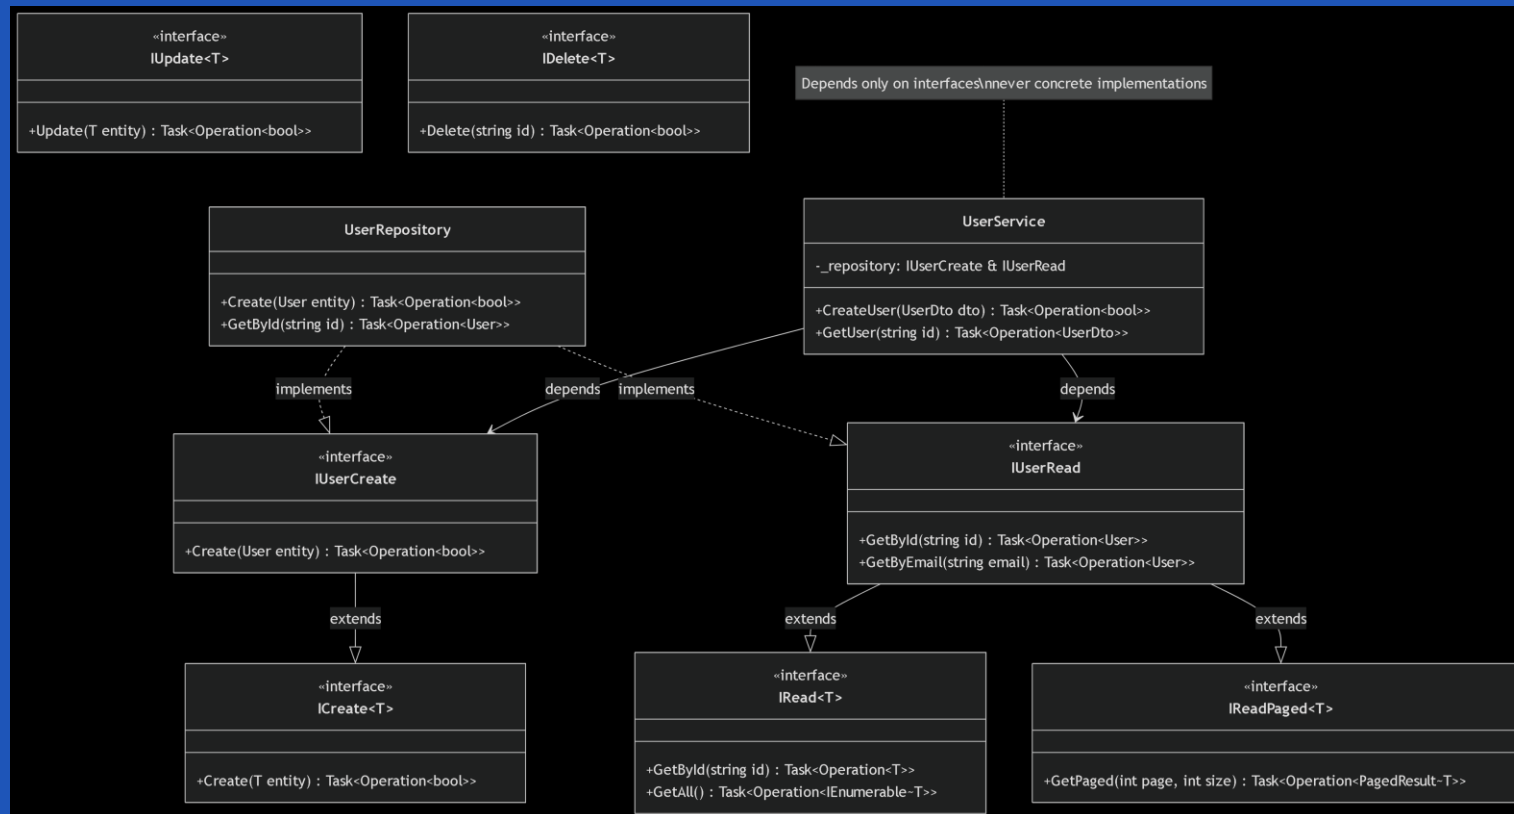 «interface»
IUpdate<T>
+Update(T entity) : Task<Operation<bool>>
«interface»
IDelete<T>
+Delete(string id) : Task<Operation<bool>>
Depends only on interfaces\nnever concrete implementations
UserRepository
+Create(User entity) : Task<Operation<bool>>
+GetById(string id) : Task<Operation<User>>
UserService
-_repository: IUserCreate & IUserRead
+CreateUser(UserDto dto) : Task<Operation<bool>>
+GetUser(string id) : Task<Operation<UserDto>>
implements
depends
implements
depends
«interface»
IUserCreate
+Create(User entity) : Task<Operation<bool>>
«interface»
IUserRead
+GetById(string id) : Task<Operation<User>>
+GetByEmail(string email) : Task<Operation<User>>
extends
extends
extends
«interface»
ICreate<T>
+Create(T entity) : Task<Operation<bool>>
«interface»
IRead<T>
+GetById(string id) : Task<Operation<T>>
+GetAll() : Task<Operation<IEnumerable~T>>
«interface»
IReadPaged<T>
+GetPaged(int page, int size) : Task<Operation<PagedResult~T>>